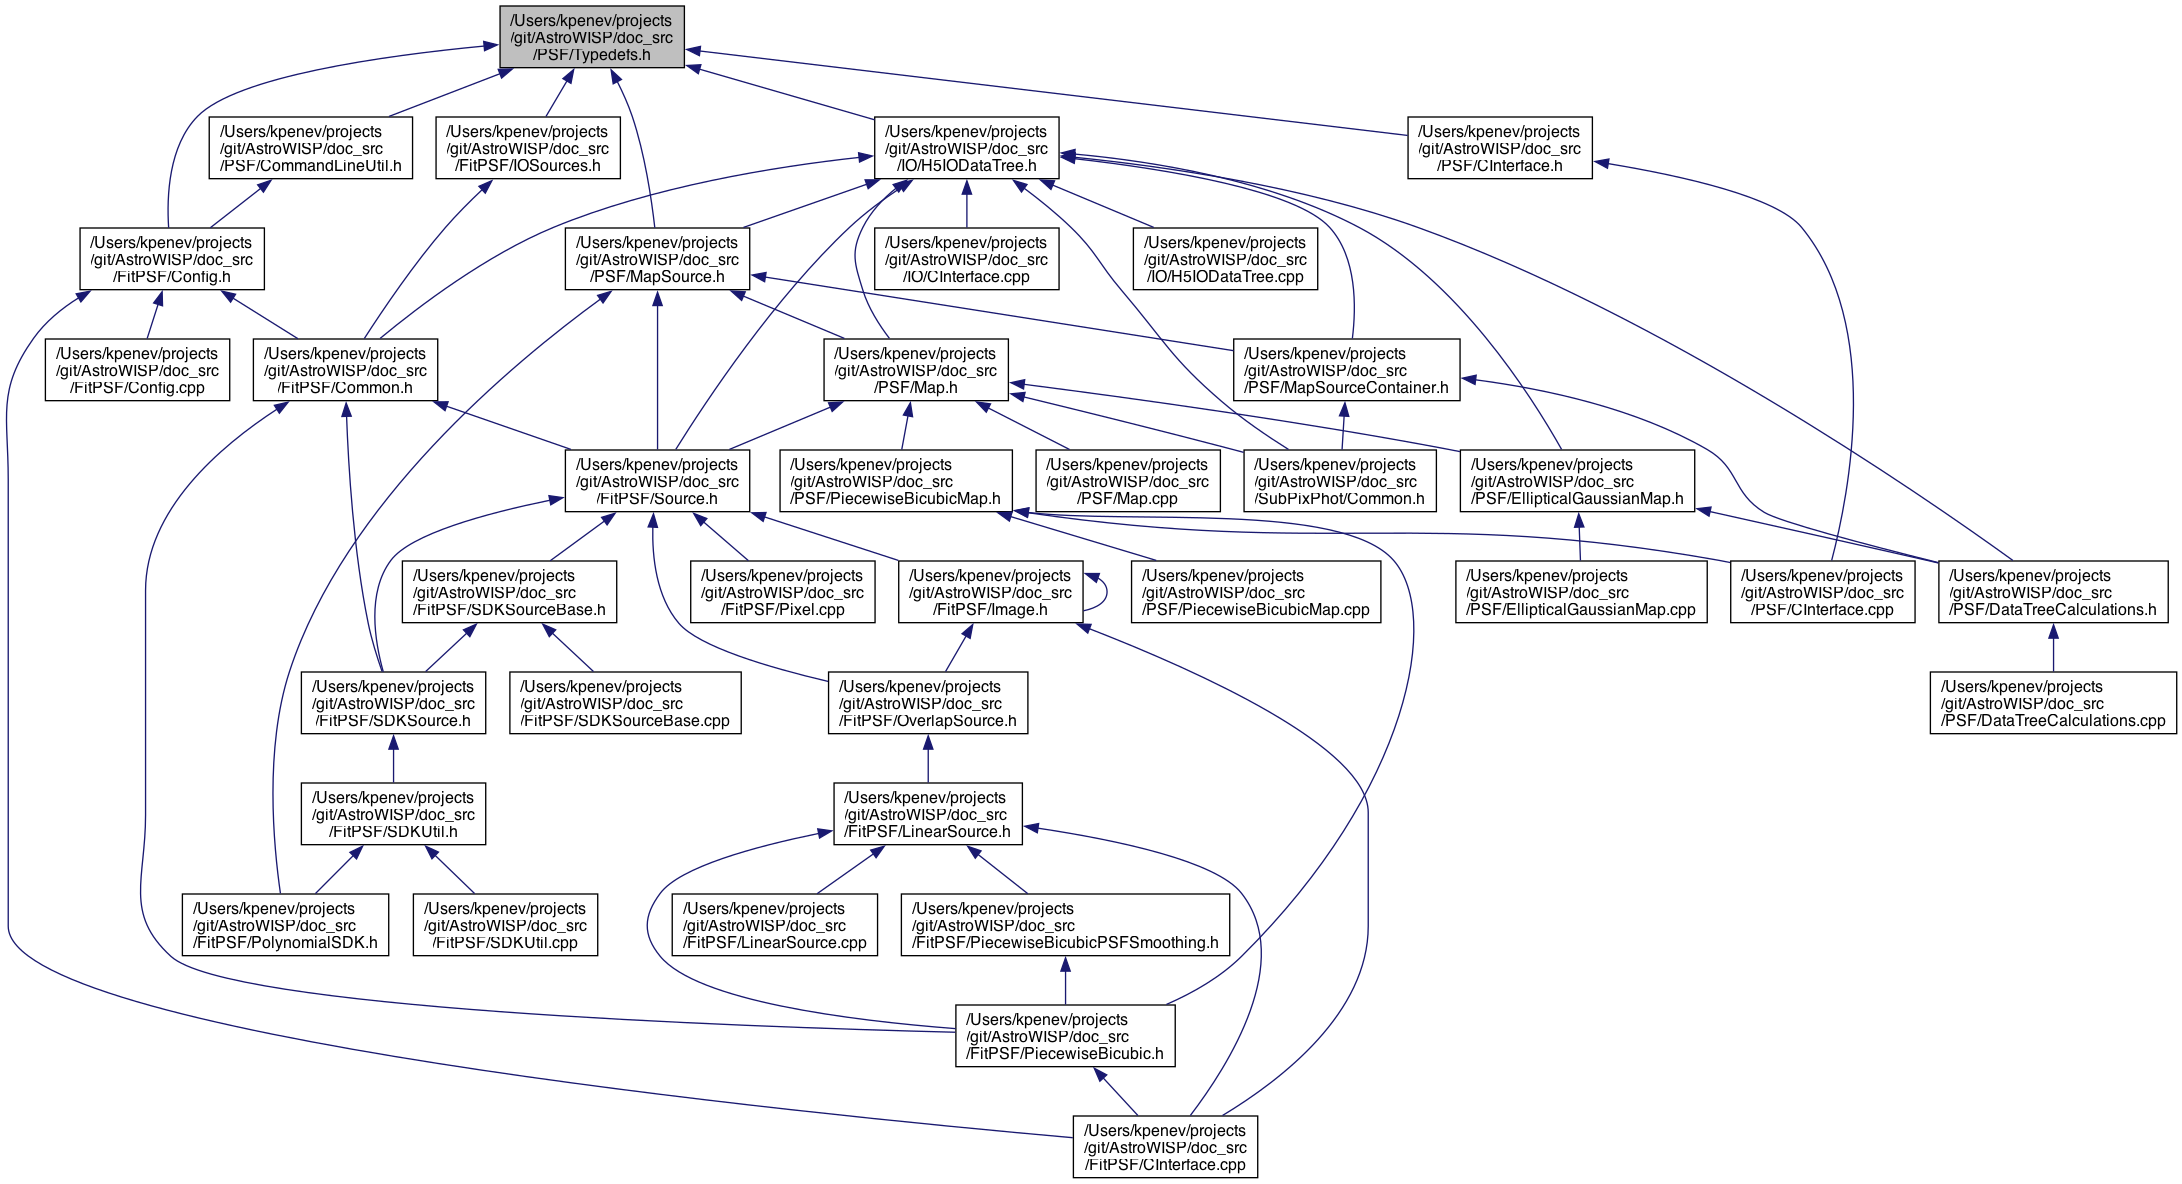 /Users/kpenev/projects
/git/AstroWISP/doc_src
/PSF/Typedefs.h
/Users/kpenev/projects
/git/AstroWISP/doc_src
/PSF/CommandLineUtil.h
/Users/kpenev/projects
/git/AstroWISP/doc_src
/FitPSF/IOSources.h
/Users/kpenev/projects
/git/AstroWISP/doc_src
/IO/H5IODataTree.h
/Users/kpenev/projects
/git/AstroWISP/doc_src
/PSF/CInterface.h
/Users/kpenev/projects
/git/AstroWISP/doc_src
/FitPSF/Config.h
/Users/kpenev/projects
/git/AstroWISP/doc_src
/PSF/MapSource.h
/Users/kpenev/projects
/git/AstroWISP/doc_src
/IO/CInterface.cpp
/Users/kpenev/projects
/git/AstroWISP/doc_src
/IO/H5IODataTree.cpp
/Users/kpenev/projects
/git/AstroWISP/doc_src
/FitPSF/Config.cpp
/Users/kpenev/projects
/git/AstroWISP/doc_src
/FitPSF/Common.h
/Users/kpenev/projects
/git/AstroWISP/doc_src
/PSF/Map.h
/Users/kpenev/projects
/git/AstroWISP/doc_src
/PSF/MapSourceContainer.h
/Users/kpenev/projects
/git/AstroWISP/doc_src
/FitPSF/Source.h
/Users/kpenev/projects
/git/AstroWISP/doc_src
/PSF/PiecewiseBicubicMap.h
/Users/kpenev/projects
/git/AstroWISP/doc_src
/PSF/Map.cpp
/Users/kpenev/projects
/git/AstroWISP/doc_src
/SubPixPhot/Common.h
/Users/kpenev/projects
/git/AstroWISP/doc_src
/PSF/EllipticalGaussianMap.h
/Users/kpenev/projects
/git/AstroWISP/doc_src
/FitPSF/SDKSourceBase.h
/Users/kpenev/projects
/git/AstroWISP/doc_src
/FitPSF/Pixel.cpp
/Users/kpenev/projects
/git/AstroWISP/doc_src
/FitPSF/Image.h
/Users/kpenev/projects
/git/AstroWISP/doc_src
/PSF/PiecewiseBicubicMap.cpp
/Users/kpenev/projects
/git/AstroWISP/doc_src
/PSF/EllipticalGaussianMap.cpp
/Users/kpenev/projects
/git/AstroWISP/doc_src
/PSF/CInterface.cpp
/Users/kpenev/projects
/git/AstroWISP/doc_src
/PSF/DataTreeCalculations.h
/Users/kpenev/projects
/git/AstroWISP/doc_src
/FitPSF/SDKSource.h
/Users/kpenev/projects
/git/AstroWISP/doc_src
/FitPSF/SDKSourceBase.cpp
/Users/kpenev/projects
/git/AstroWISP/doc_src
/FitPSF/OverlapSource.h
/Users/kpenev/projects
/git/AstroWISP/doc_src
/PSF/DataTreeCalculations.cpp
/Users/kpenev/projects
/git/AstroWISP/doc_src
/FitPSF/SDKUtil.h
/Users/kpenev/projects
/git/AstroWISP/doc_src
/FitPSF/LinearSource.h
/Users/kpenev/projects
/git/AstroWISP/doc_src
/FitPSF/PolynomialSDK.h
/Users/kpenev/projects
/git/AstroWISP/doc_src
/FitPSF/SDKUtil.cpp
/Users/kpenev/projects
/git/AstroWISP/doc_src
/FitPSF/LinearSource.cpp
/Users/kpenev/projects
/git/AstroWISP/doc_src
/FitPSF/PiecewiseBicubicPSFSmoothing.h
/Users/kpenev/projects
/git/AstroWISP/doc_src
/FitPSF/PiecewiseBicubic.h
/Users/kpenev/projects
/git/AstroWISP/doc_src
/FitPSF/CInterface.cpp